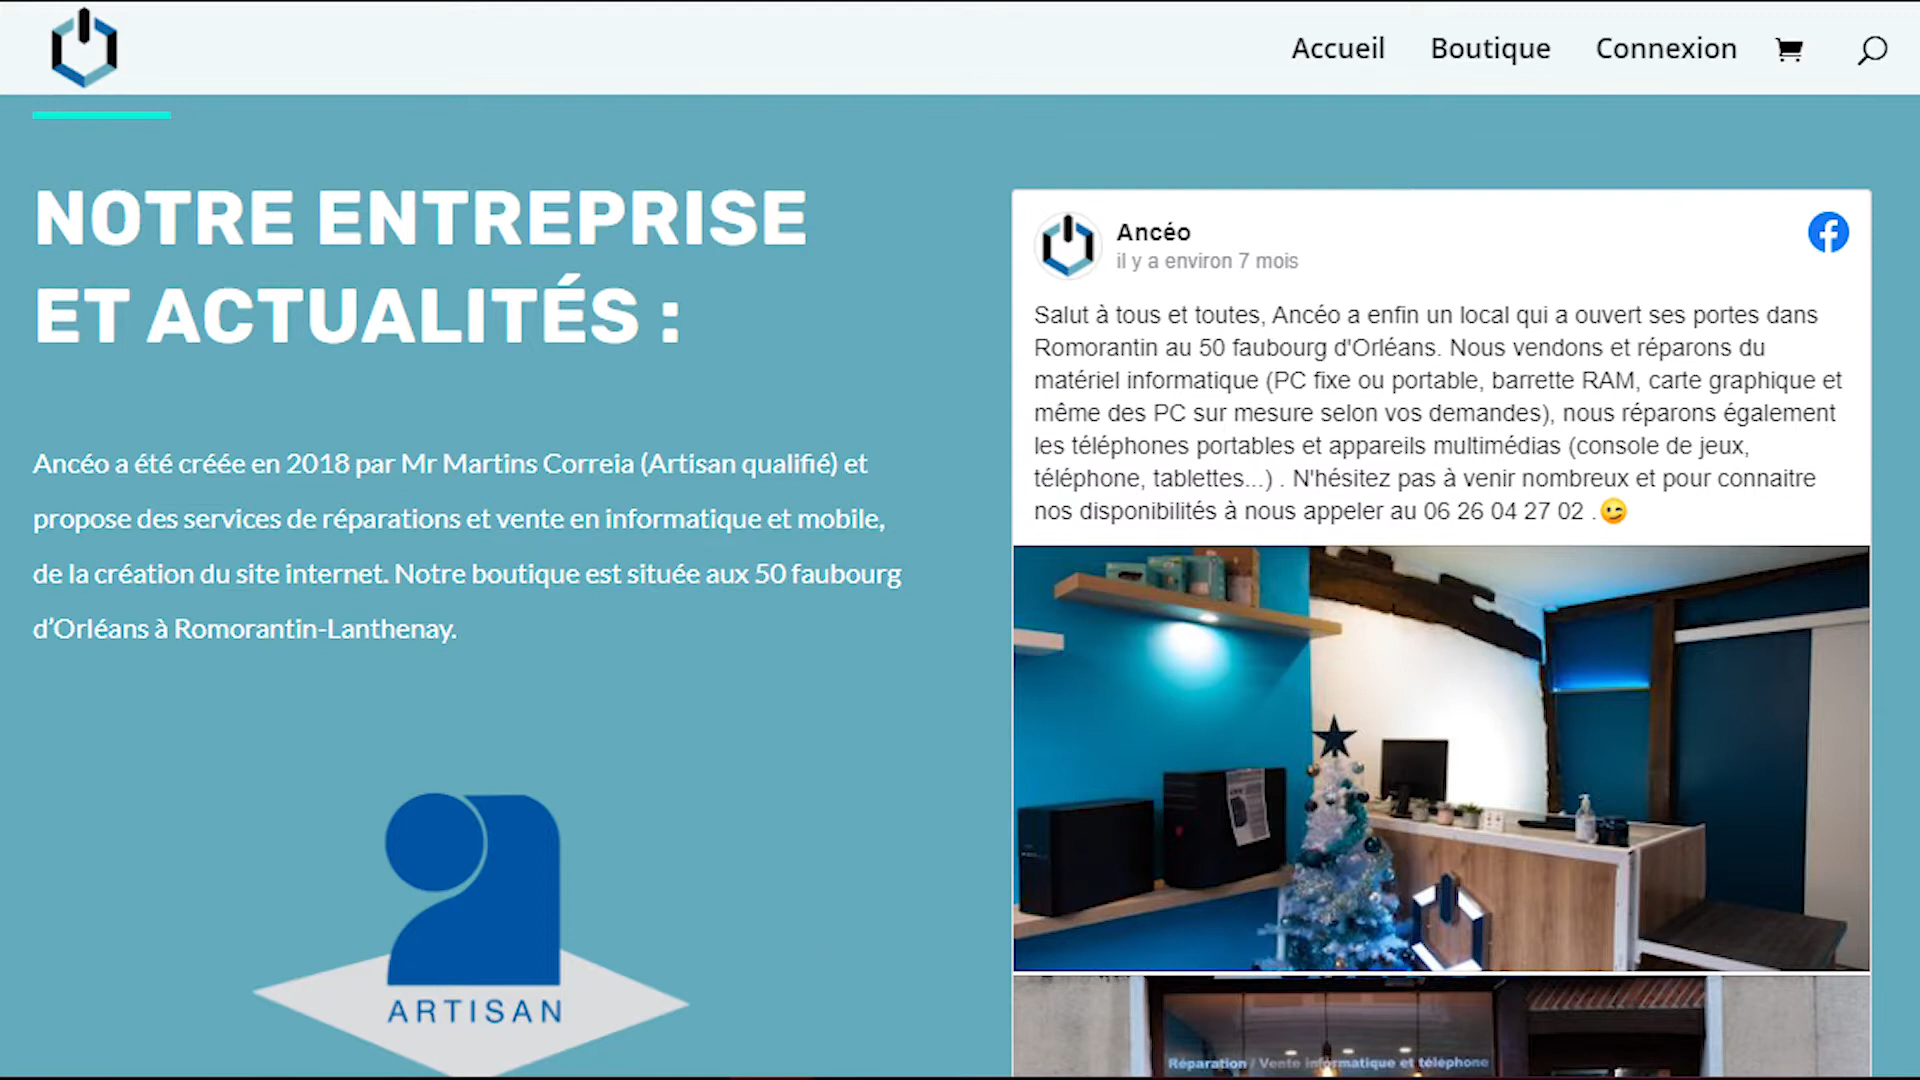 Accueil Boutique Connexion
NOTRE ENTREPRISE
ET ACTUALITÉS :
Ancéo a été créée en 2018 par Mr Martins Correia (Artisan qualifié) et
propose des services de réparations et vente en informatique et mobile,
de la création du site internet. Notre boutique est située aux 50 faubourg
d’Orléans à Romorantin-Lanthenay.
ARTISAN
Ancéo
il y a environ 7 mois
Salut à tous et toutes, Ancéo a enfin un local qui a ouvert ses portes dans
Romorantin au 50 faubourg d'Orléans. Nous vendons et réparons du
matériel informatique (PC fixe ou portable, barrette RAM, carte graphique et
même des PC sur mesure selon vos demandes), nous réparons également
les téléphones portables et appareils multimédias (console de jeux,
téléphone, tablettes...) . N'hésitez pas à venir nombreux et pour connaitre
nos disponibilités à nous appeler au 06 26 04 27 02 .😉
Réparation / Vente informatique et téléphone